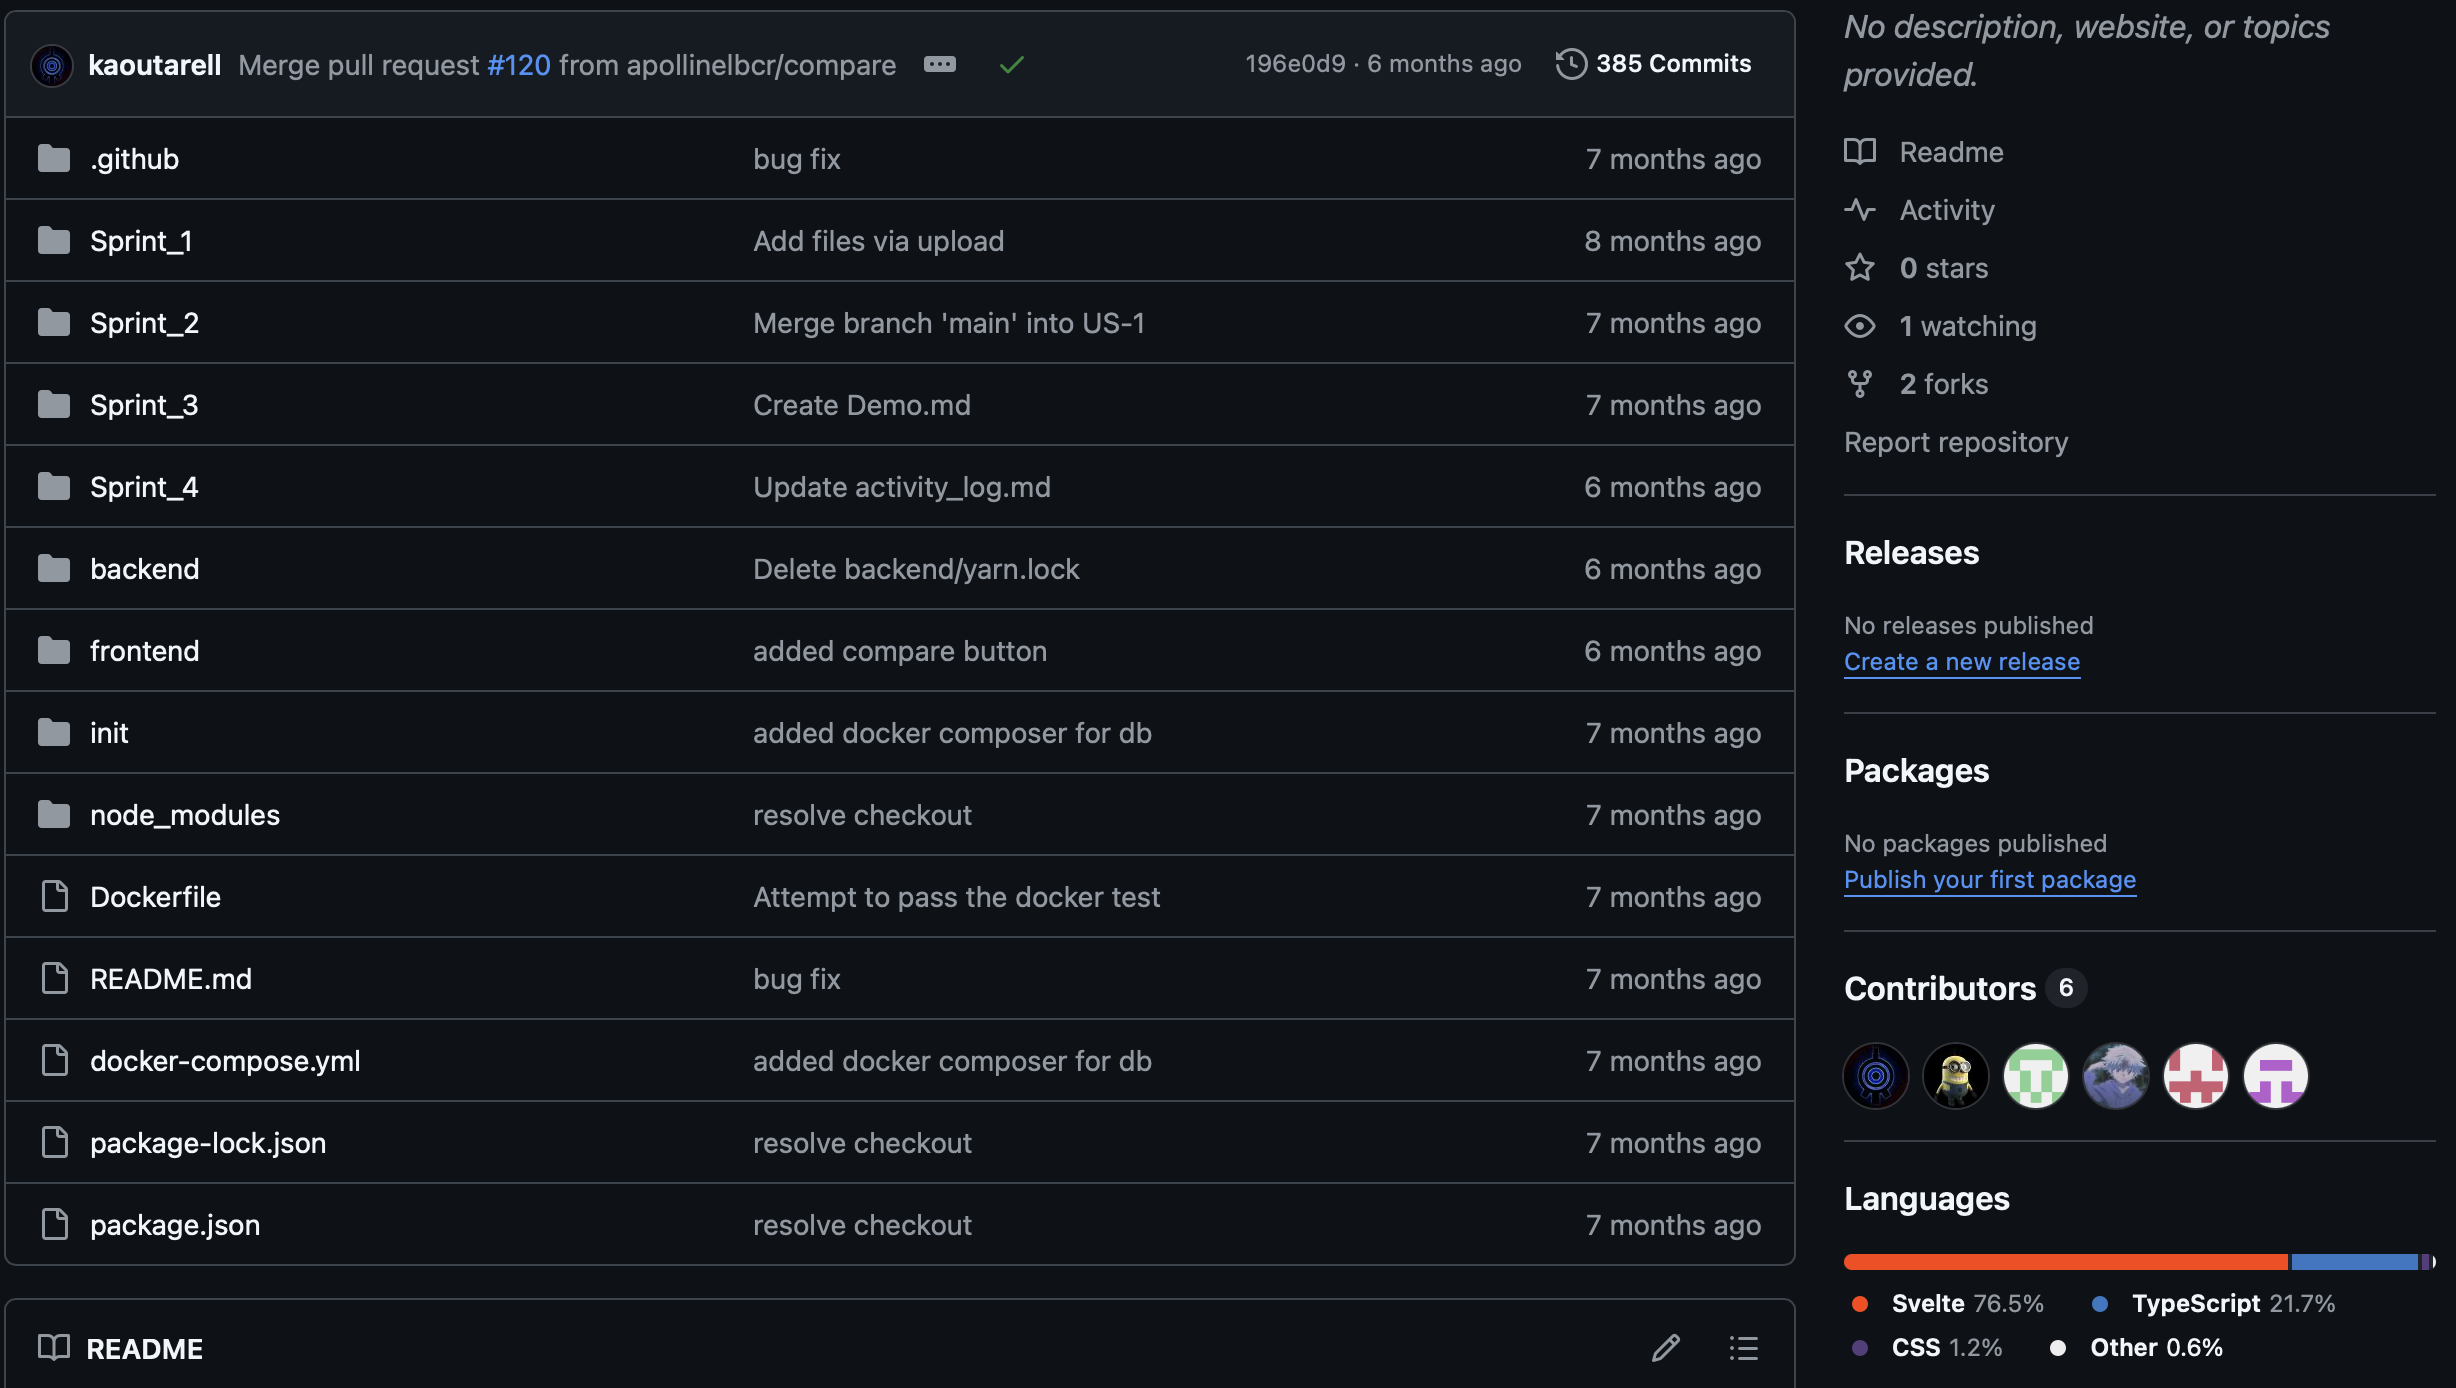 kaoutarell Merge pull request #120 from apollinelbcr/compare 196e0d9 · 6 months ago 385 Commits
.github bug fix 7 months ago
Sprint_1 Add files via upload 8 months ago
Sprint_2 Merge branch 'main' into US-1 7 months ago
Sprint_3 Create Demo.md 7 months ago
Sprint_4 Update activity_log.md 6 months ago
backend Delete backend/yarn.lock 6 months ago
frontend added compare button 6 months ago
init added docker composer for db 7 months ago
node_modules resolve checkout 7 months ago
Dockerfile Attempt to pass the docker test 7 months ago
README.md bug fix 7 months ago
docker-compose.yml added docker composer for db 7 months ago
package-lock.json resolve checkout 7 months ago
package.json resolve checkout 7 months ago
README
No description, website, or topics
provided.
Readme
Activity
0 stars
1 watching
2 forks
Report repository
Releases
No releases published
Create a new release
Packages
No packages published
Publish your first package
Contributors 6
Languages
Svelte 76.5% TypeScript 21.7%
CSS 1.2% Other 0.6%